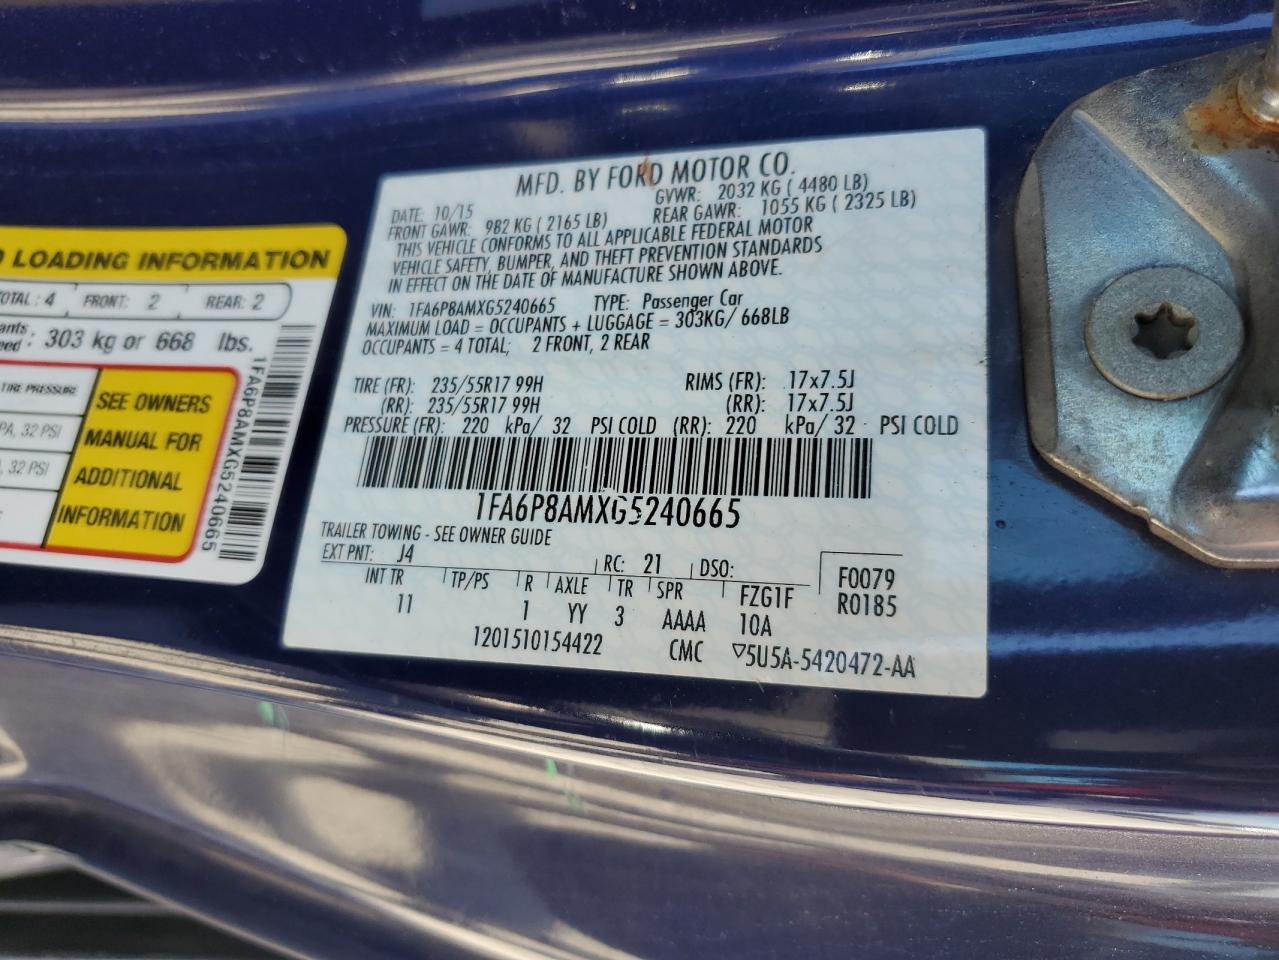 MFD. BY FORD MOTOR CO.
DATE: 10/15 GVWR: 2032 KG ( 4480 LB)
FRONT GAWR: 982 KG ( 2165 LB) REAR GAWR: 1055 KG ( 2325 LB)
THIS VEHICLE CONFORMS TO ALL APPLICABLE FEDERAL MOTOR
VEHICLE SAFETY, BUMPER, AND THEFT PREVENTION STANDARDS
IN EFFECT ON THE DATE OF MANUFACTURE SHOWN ABOVE.
VIN: 1FA6P8AMXG5240665 TYPE: Passenger Car
MAXIMUM LOAD = OCCUPANTS + LUGGAGE = 303KG/ 668LB
OCCUPANTS = 4 TOTAL; 2 FRONT, 2 REAR
TIRE (FR): 235/55R17 99H RIMS (FR): 17x7.5J
(RR): 235/55R17 99H (RR): 17x7.5J
PRESSURE (FR): 220 kPa/ 32 PSI COLD (RR): 220 kPa/ 32 PSI COLD
1FA6P8AMXG5240665
TRAILER TOWING - SEE OWNER GUIDE
EXT PNT: J4 RC: 21 DSO: F0079
INT TR TP/PS R AXLE TR SPR FZG1F R0185
11 1 YY 3 AAAA 10A
1201510154422 CMC ▽5U5A-5420472-AA
LOADING INFORMATION
: 4 FRONT: 2 REAR: 2
: 303 kg or 668 lbs.
TIRE PRESSURE
, 32 PSI
, 32 PSI
SEE OWNERS
MANUAL FOR
ADDITIONAL
INFORMATION
1FA6P8AMXG5240665